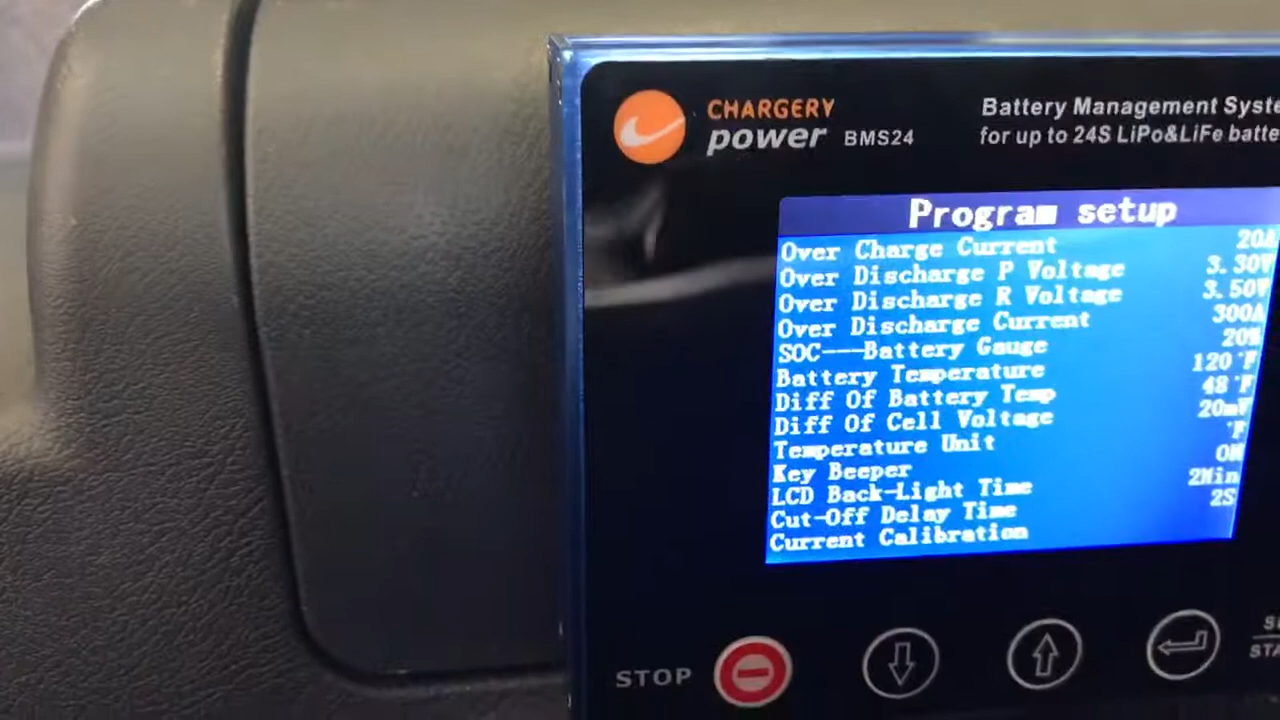 CHARGERY
power BMS24
Battery Management Syste
for up to 24S LiPo&LiFe batte
Program setup
Over Charge Current 20A
Over Discharge P Voltage 3.30V
Over Discharge R Voltage 3.50V
Over Discharge Current 300A
SOC---Battery Gauge 20%
Battery Temperature 120°F
Diff Of Battery Temp 48°F
Diff Of Cell Voltage 20mV
Temperature Unit °F
Key Beeper ON
LCD Back-Light Time 2Min
Cut-Off Delay Time 2S
Current Calibration
STOP
STA